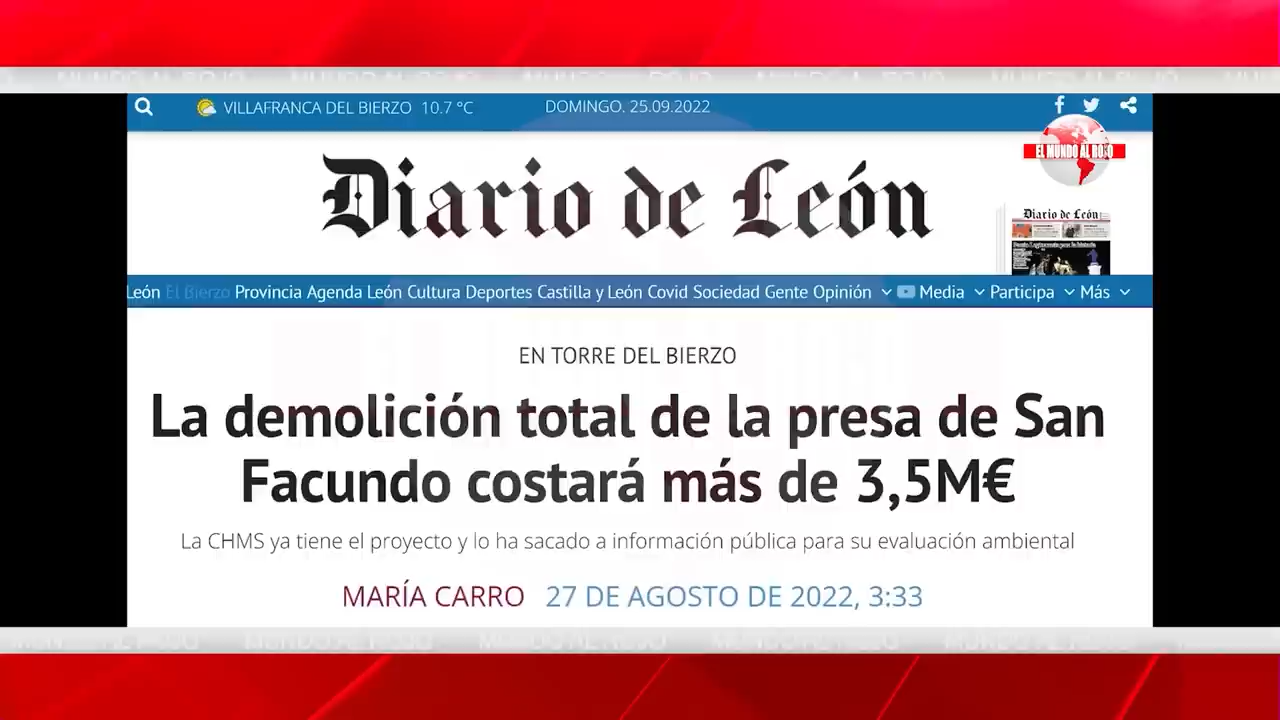 VILLAFRANCA DEL BIERZO 10.7 °C DOMINGO. 25.09.2022
EL MUNDO AL ROJO
Diario de León
Diario de León
León El Bierzo Provincia Agenda León Cultura Deportes Castilla y León Covid Sociedad Gente Opinión Media Participa Más
EN TORRE DEL BIERZO
La demolición total de la presa de San
Facundo costará más de 3,5M€
La CHMS ya tiene el proyecto y lo ha sacado a información pública para su evaluación ambiental
MARÍA CARRO 27 DE AGOSTO DE 2022, 3:33